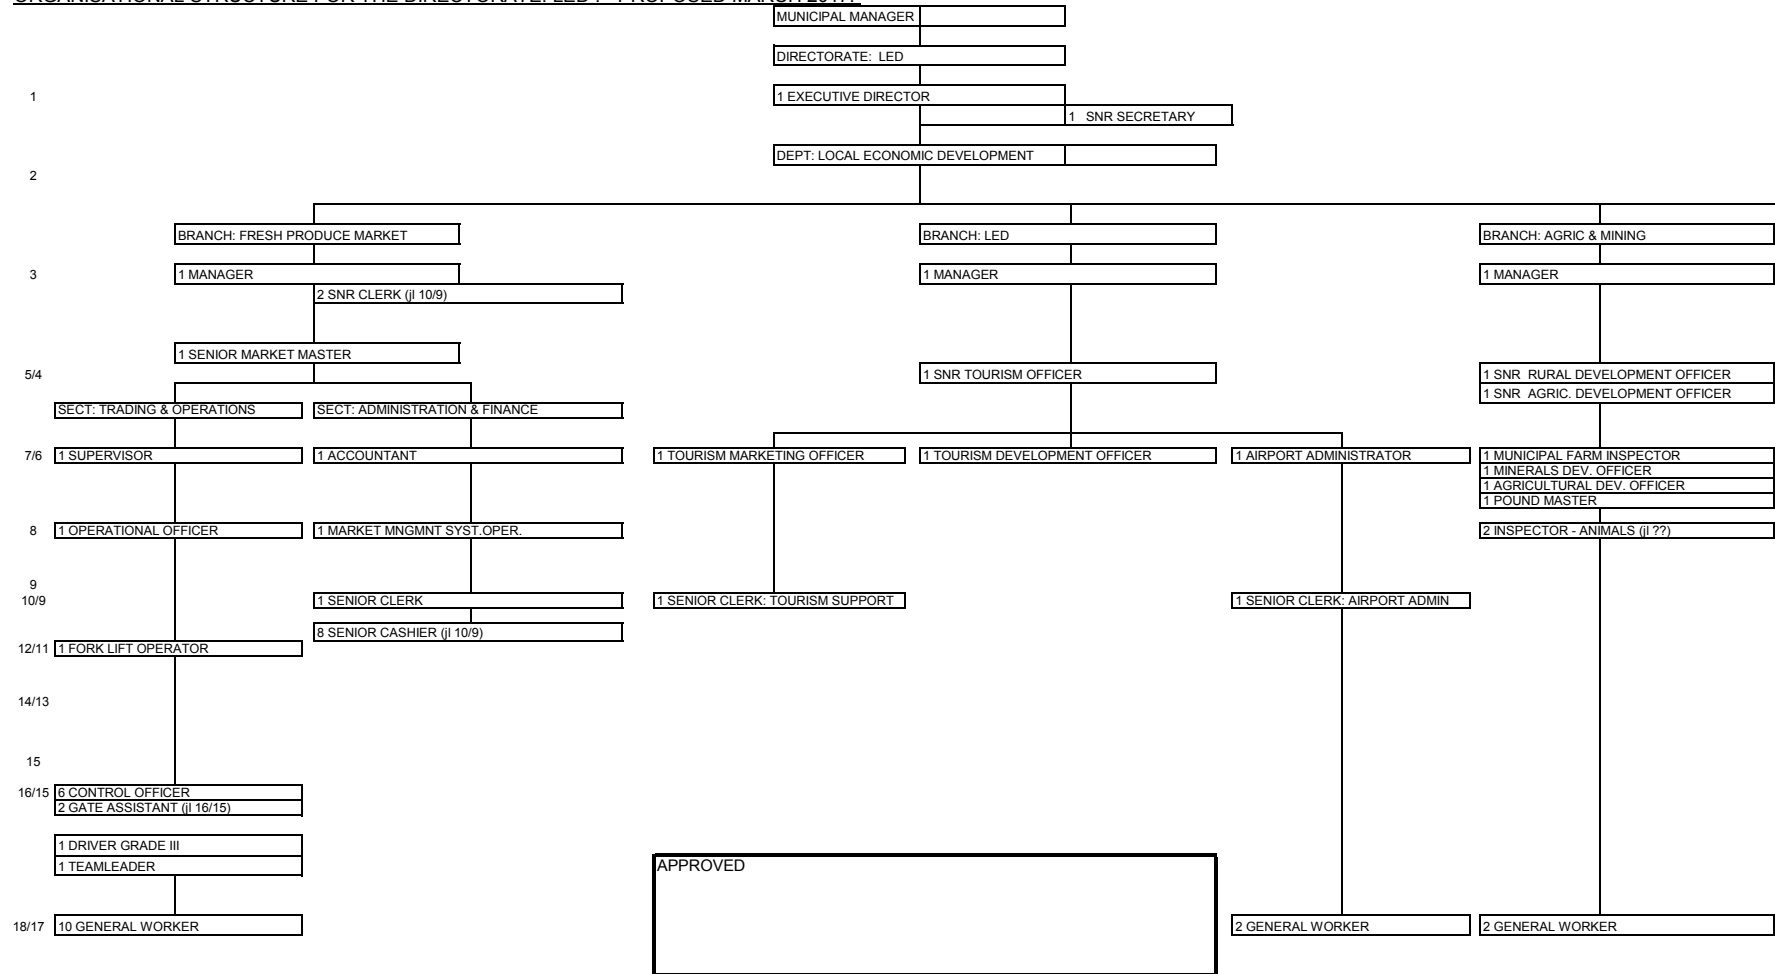 ORGANISATIONAL STRUCTURE FOR THE DIRECTORATE: LED : PROPOSED MARCH
MUNICIPAL MANAGER
DIRECTORATE: LED
1
1 EXECUTIVE DIRECTOR
1 SNR SECRETARY
DEPT: LOCAL ECONOMIC DEVELOPMENT
2
BRANCH: FRESH PRODUCE MARKET
BRANCH: LED
BRANCH: AGRIC & MINING
3
1 MANAGER
1 MANAGER
1 MANAGER
2 SNR CLERK (jl 10/9)
1 SENIOR MARKET MASTER
5/4
1 SNR TOURISM OFFICER
1 SNR RURAL DEVELOPMENT OFFICER
1 SNR AGRIC. DEVELOPMENT OFFICER
SECT: TRADING & OPERATIONS
SECT: ADMINISTRATION & FINANCE
7/6
1 SUPERVISOR
1 ACCOUNTANT
1 TOURISM MARKETING OFFICER
1 TOURISM DEVELOPMENT OFFICER
1 AIRPORT ADMINISTRATOR
1 MUNICIPAL FARM INSPECTOR
1 MINERALS DEV. OFFICER
1 AGRICULTURAL DEV. OFFICER
1 POUND MASTER
8
1 OPERATIONAL OFFICER
1 MARKET MNGMNT SYST.OPER.
2 INSPECTOR - ANIMALS (jl ??)
9
10/9
1 SENIOR CLERK
1 SENIOR CLERK: TOURISM SUPPORT
1 SENIOR CLERK: AIRPORT ADMIN
8 SENIOR CASHIER (jl 10/9)
12/11
1 FORK LIFT OPERATOR
14/13
15
16/15
6 CONTROL OFFICER
2 GATE ASSISTANT (jl 16/15)
1 DRIVER GRADE III
1 TEAMLEADER
APPROVED
18/17
10 GENERAL WORKER
2 GENERAL WORKER
2 GENERAL WORKER